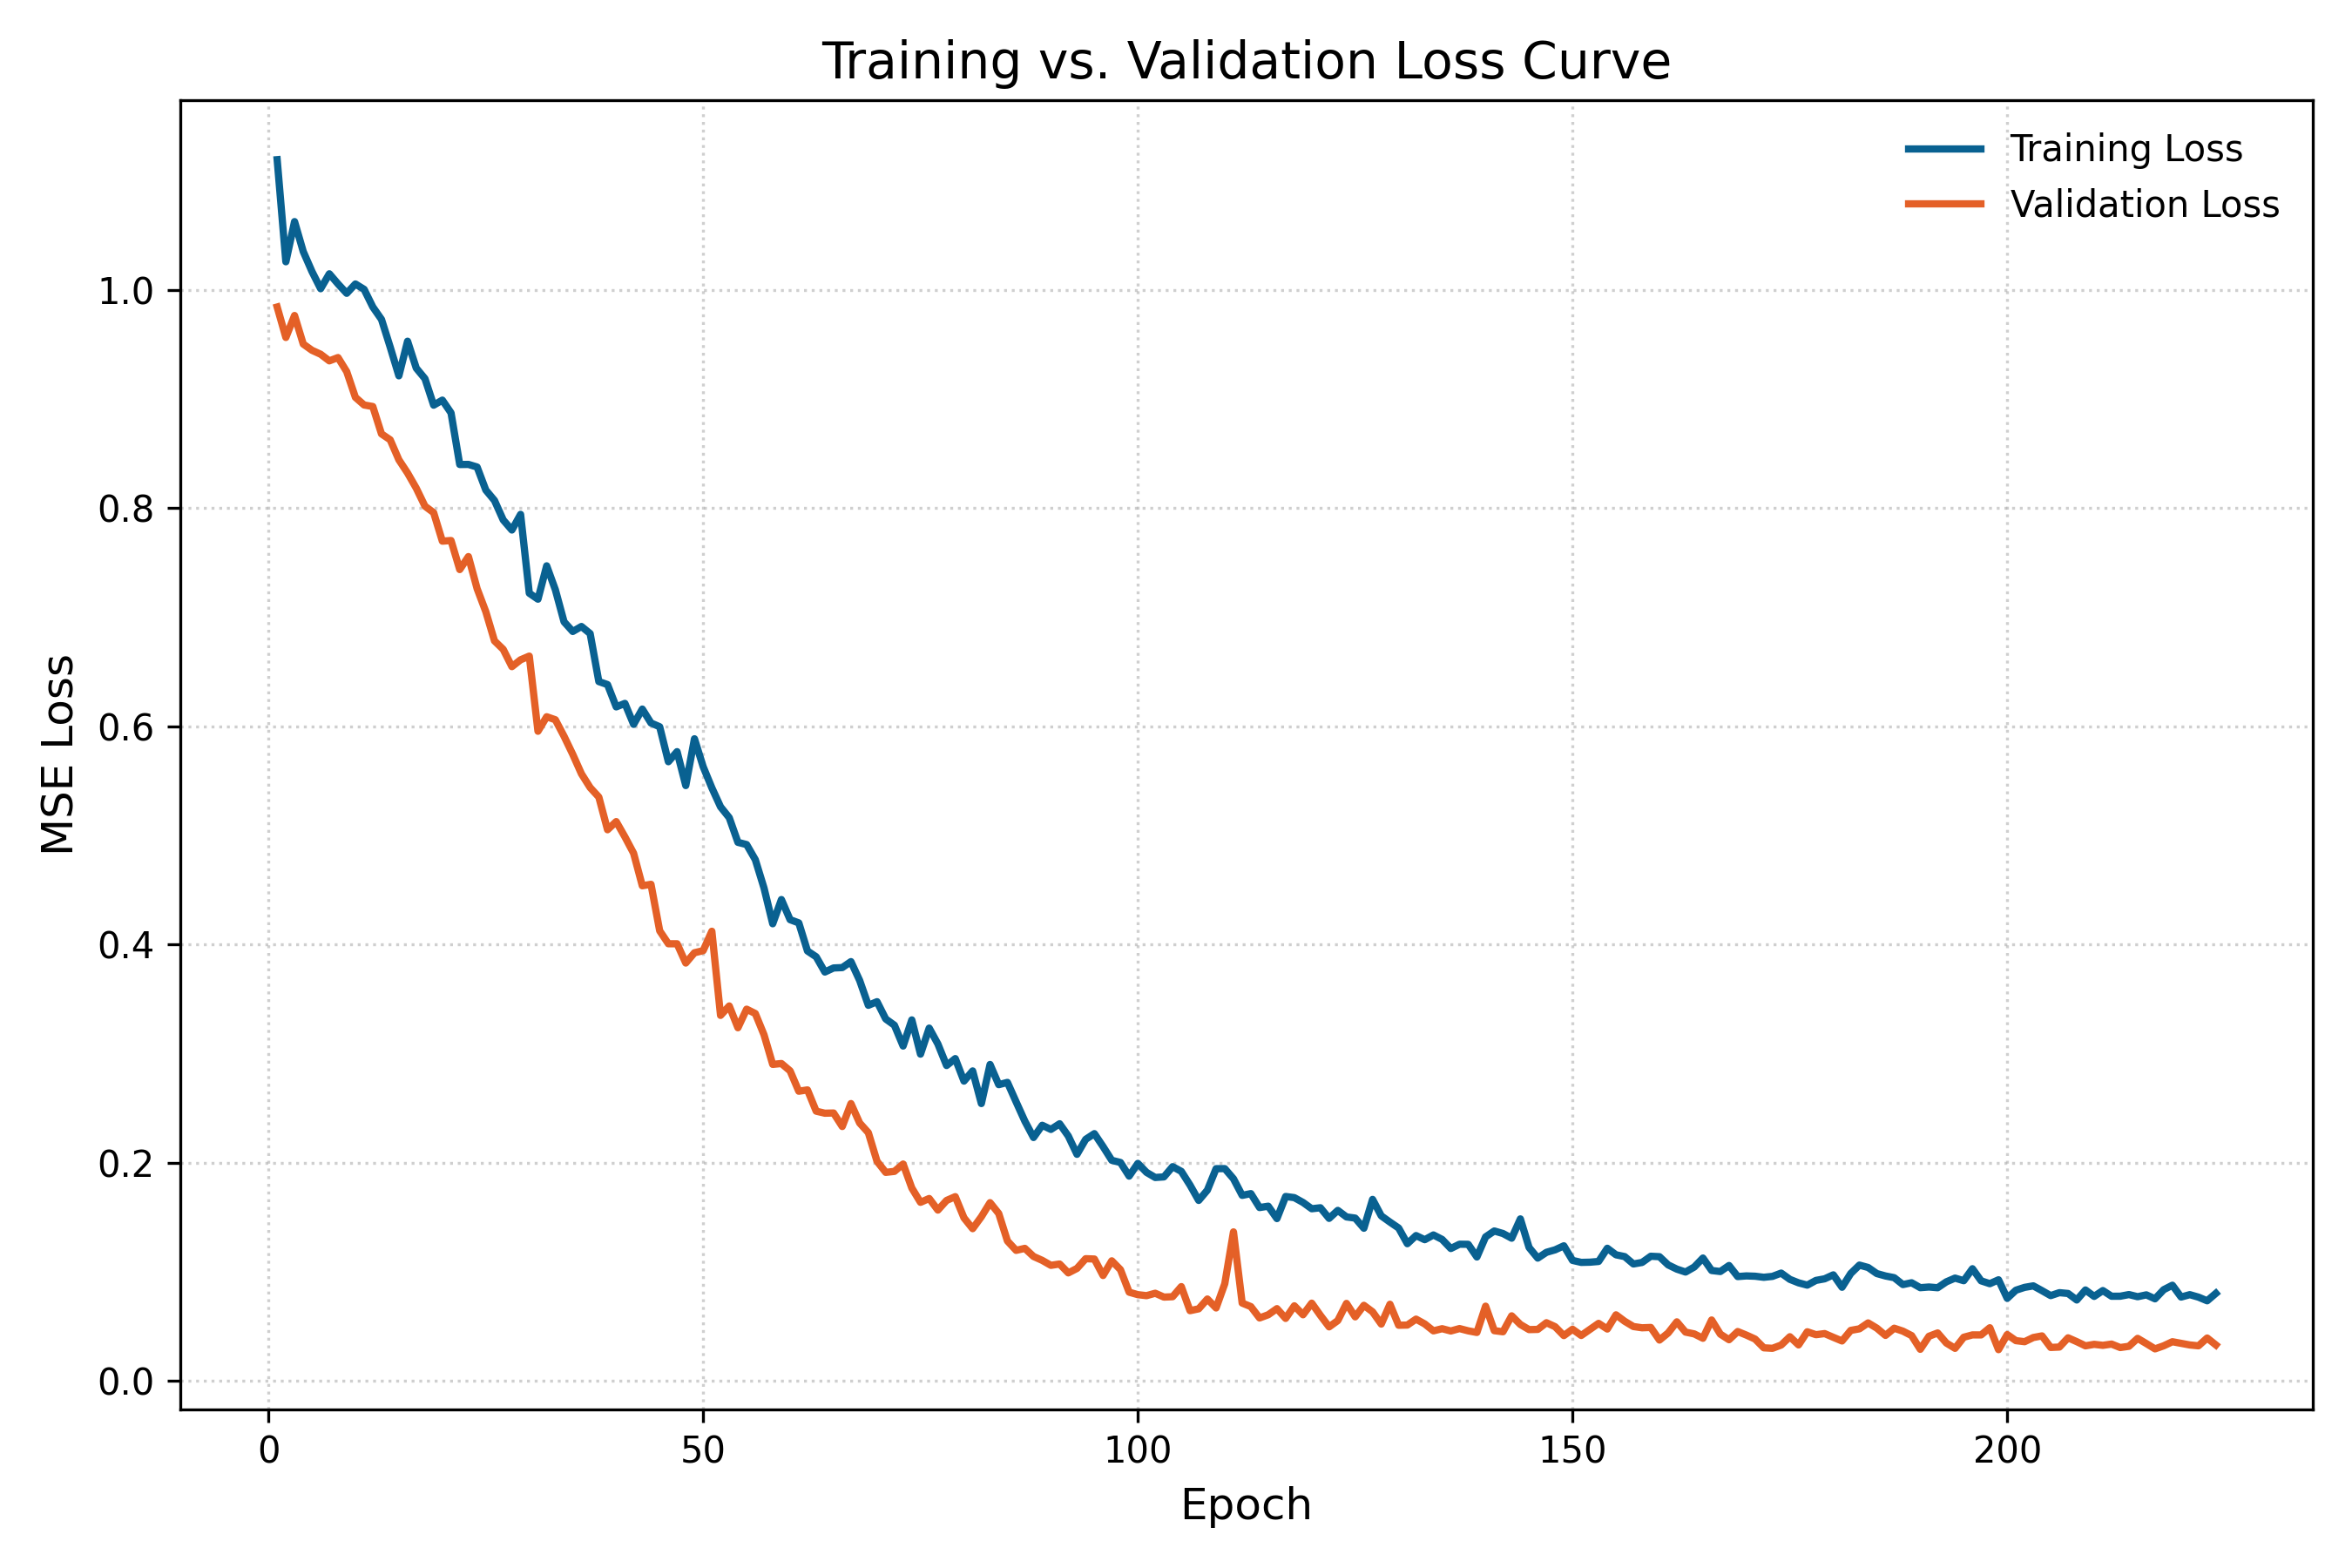 Training vs. Validation Loss Curve
Training Loss
Validation Loss
MSE Loss
1.0
0.8
0.6
0.4
0.2
0.0
0 50 100 150 200
Epoch